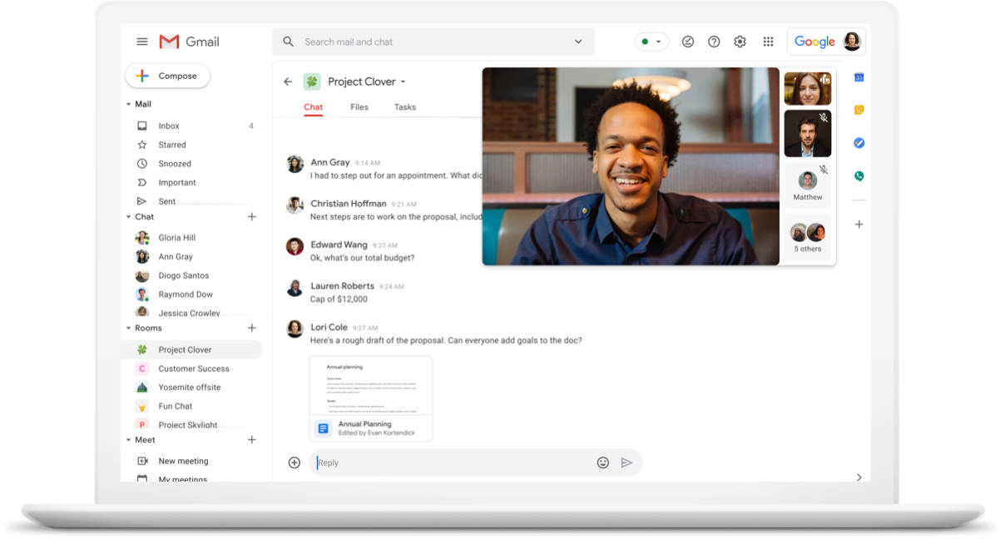 Gmail
Search mail and chat
Google
Compose
Mail
Inbox 4
Starred
Snoozed
Important
Sent
Chat
Gloria Hill
Ann Gray
Diogo Santos
Raymond Dow
Jessica Crowley
Rooms
Project Clover
C Customer Success
Yosemite offsite
Fun Chat
P Project Skylight
Meet
New meeting
My meetings
Project Clover
Chat Files Tasks
Ann Gray 9:14 AM
I had to step out for an appointment. What did
Christian Hoffman 9:21 AM
Next steps are to work on the proposal, includ
Edward Wang 9:23 AM
Ok, what's our total budget?
Lauren Roberts 9:24 AM
Cap of $12,000
Lori Cole 9:27 AM
Here's a rough draft of the proposal. Can everyone add goals to the doc?
Annual planning
Overview
Goals
Annual Planning
Edited by Evan Kortendick
Reply
Matthew
5 others
31